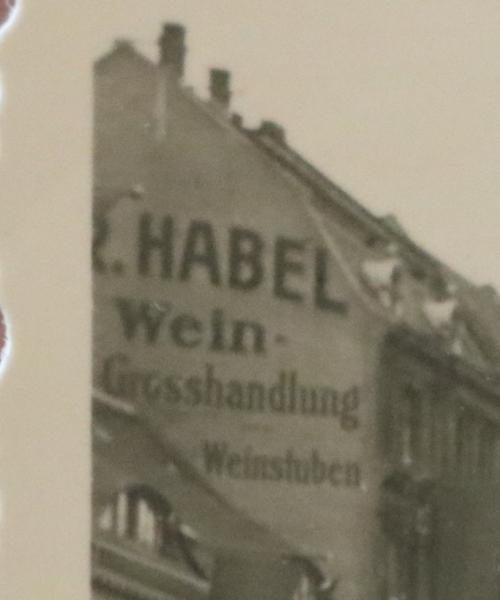 R. HABEL
Wein-
Grosshandlung
Weinstuben